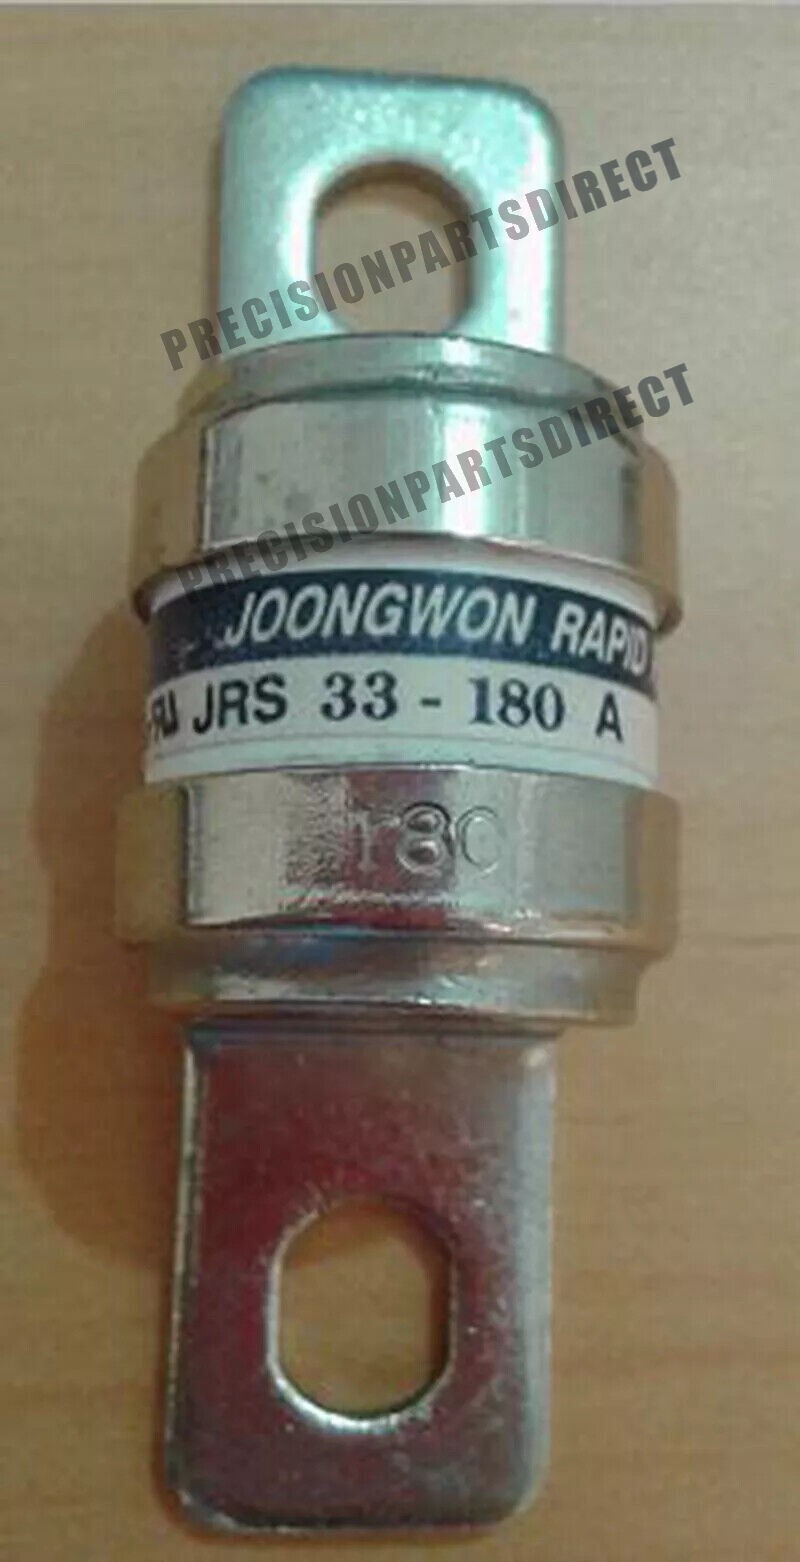 PRECISIONPARTSDIRECT
PRECISIONPARTSDIRECT
JOONGWON RAPID
JRS 33 - 180 A
180